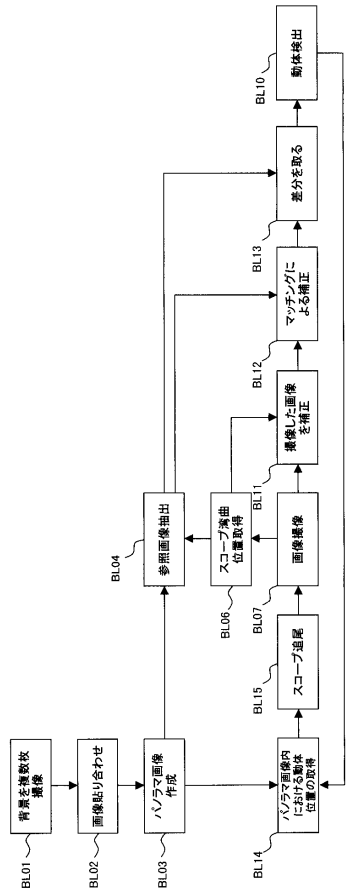 BL01
背景を複数枚
撮像
BL02
画像貼り合わせ
BL03
パノラマ画像
作成
BL04
参照画像抽出
BL06
スコープ湾曲
位置取得
BL14
パノラマ画像内
における動体
位置の取得
BL15
スコープ追尾
BL07
画像撮像
BL11
撮像した画像
を補正
BL12
マッチングに
よる補正
BL13
差分を取る
BL10
動体検出